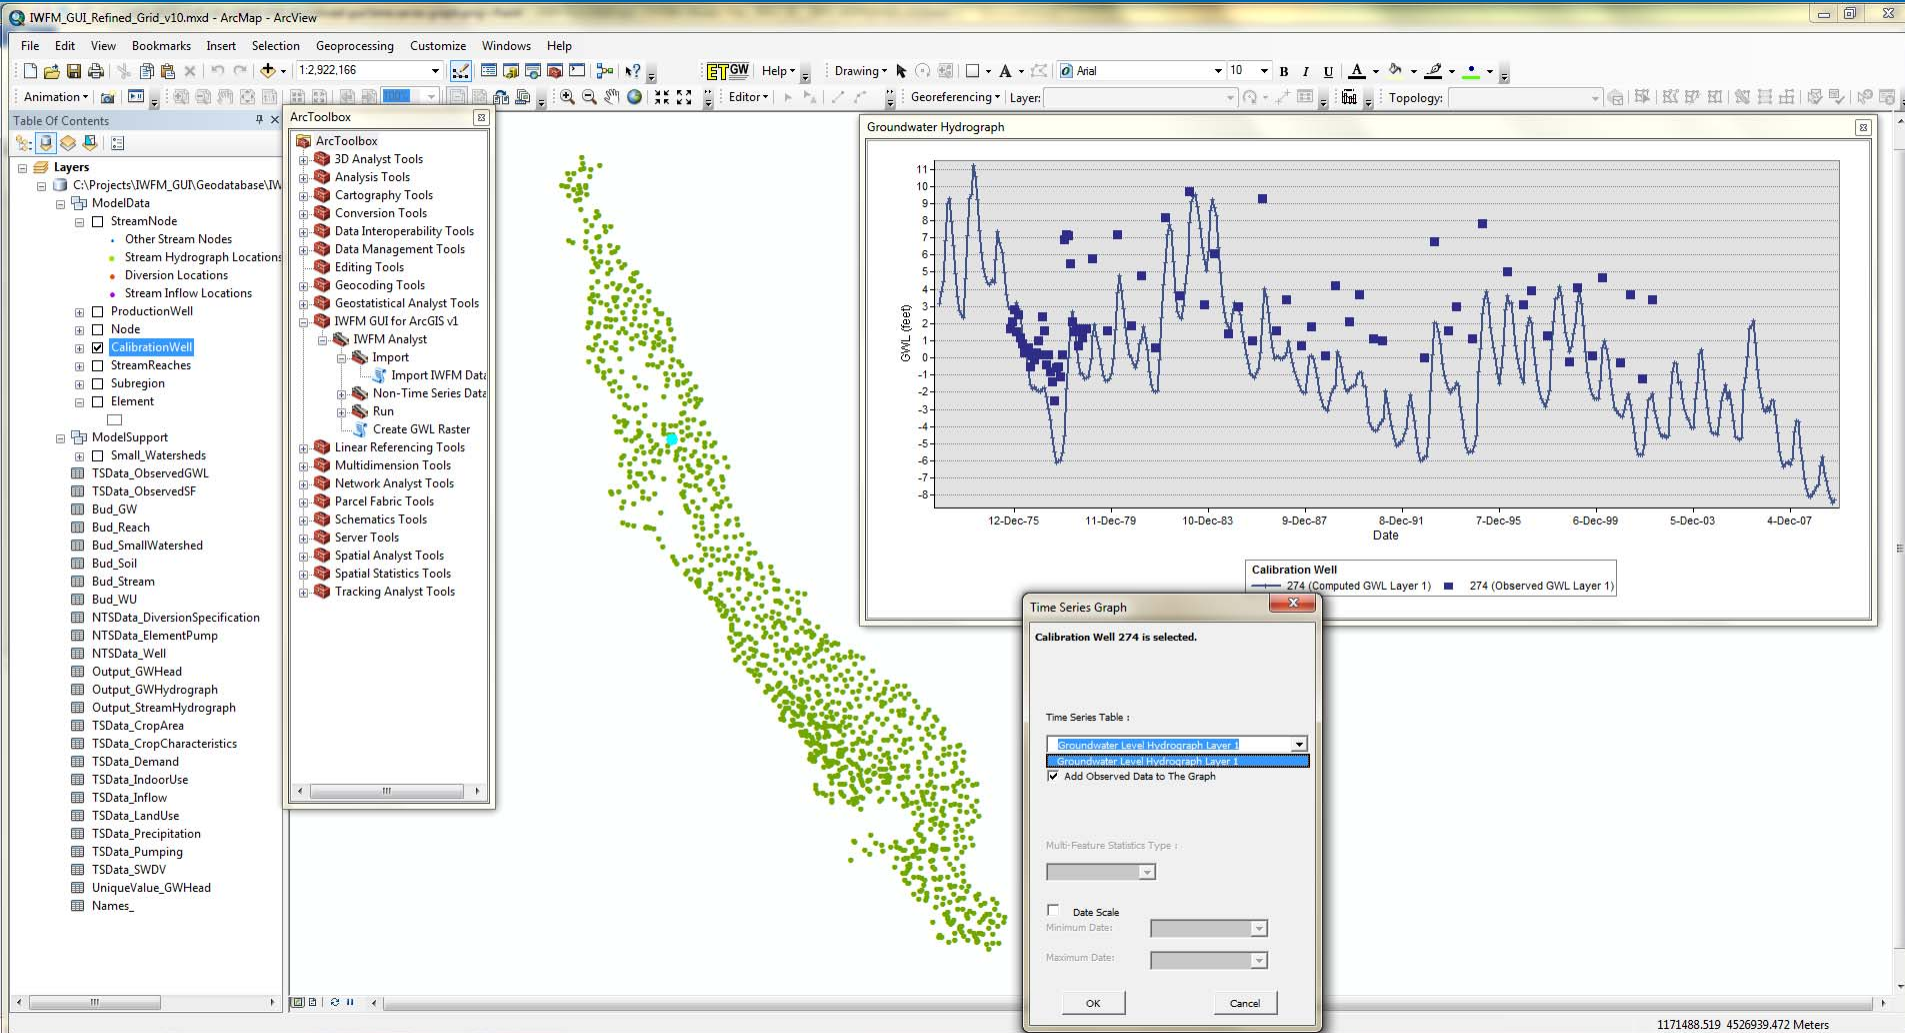 IWFM_GUI_Refined_Grid_v10.mxd - ArcMap - ArcView
File Edit View Bookmarks Insert Selection Geoprocessing Customize Windows Help
1:2,922,166
ET GW Help Drawing A Arial 10 B I U A
Animation 100% Editor Georeferencing Layer: Topology:
Table Of Contents
Layers
C:\Projects\IWFM_GUI\Geodatabase\IW
ModelData
StreamNode
Other Stream Nodes
Stream Hydrograph Locations
Diversion Locations
Stream Inflow Locations
ProductionWell
Node
CalibrationWell
StreamReaches
Subregion
Element
ModelSupport
Small_Watersheds
TSData_ObservedGWL
TSData_ObservedSF
Bud_GW
Bud_Reach
Bud_SmallWatershed
Bud_Soil
Bud_Stream
Bud_WU
NTSData_DiversionSpecification
NTSData_ElementPump
NTSData_Well
Output_GWHead
Output_GWHydrograph
Output_StreamHydrograph
TSData_CropArea
TSData_CropCharacteristics
TSData_Demand
TSData_IndoorUse
TSData_Inflow
TSData_LandUse
TSData_Precipitation
TSData_Pumping
TSData_SWDV
UniqueValue_GWHead
Names_
ArcToolbox
ArcToolbox
3D Analyst Tools
Analysis Tools
Cartography Tools
Conversion Tools
Data Interoperability Tools
Data Management Tools
Editing Tools
Geocoding Tools
Geostatistical Analyst Tools
IWFM GUI for ArcGIS v1
IWFM Analyst
Import
Import IWFM Data
Non-Time Series Data
Run
Create GWL Raster
Linear Referencing Tools
Multidimension Tools
Network Analyst Tools
Parcel Fabric Tools
Schematics Tools
Server Tools
Spatial Analyst Tools
Spatial Statistics Tools
Tracking Analyst Tools
Groundwater Hydrograph
11
10
9
8
7
6
5
4
3
2
1
0
-1
-2
-3
-4
-5
-6
-7
-8
GWL (feet)
12-Dec-75 11-Dec-79 10-Dec-83 9-Dec-87 8-Dec-91 7-Dec-95 6-Dec-99 5-Dec-03 4-Dec-07
Date
Calibration Well
274 (Computed GWL Layer 1) 274 (Observed GWL Layer 1)
Time Series Graph
Calibration Well 274 is selected.
Time Series Table :
Groundwater Level Hydrograph Layer 1
Groundwater Level Hydrograph Layer 1
Add Observed Data to The Graph
Multi-Feature Statistics Type :
Date Scale
Minimum Date:
Maximum Date:
OK Cancel
1171488.519 4526939.472 Meters